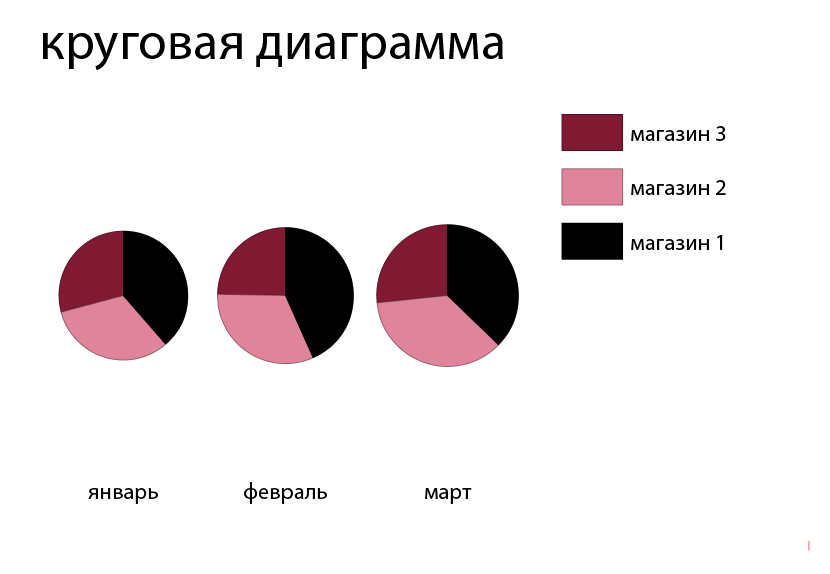 круговая диаграмма
магазин 3
магазин 2
магазин 1
январь
февраль
март